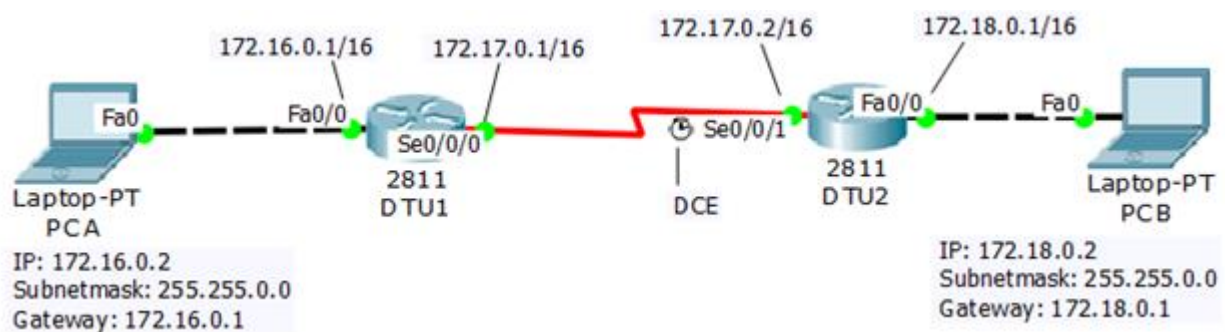 172.16.0.1/16
172.17.0.1/16
172.17.0.2/16
172.18.0.1/16
Fa0
Fa0/0
Se0/0/0
Se0/0/1
Fa0/0
Fa0
Laptop-PT
PCA
2811
DTU1
DCE
2811
DTU2
Laptop-PT
PCB
IP: 172.16.0.2
Subnetmask: 255.255.0.0
Gateway: 172.16.0.1
IP: 172.18.0.2
Subnetmask: 255.255.0.0
Gateway: 172.18.0.1